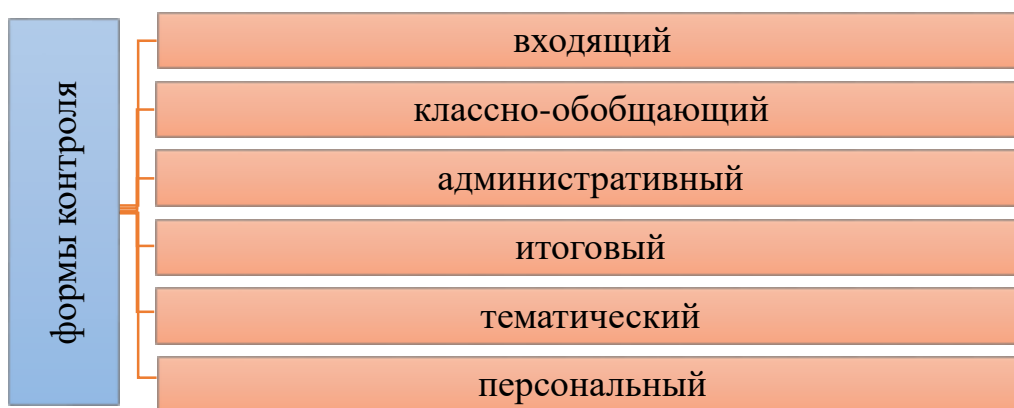 формы контроля
входящий
классно-обобщающий
административный
итоговый
тематический
персональный